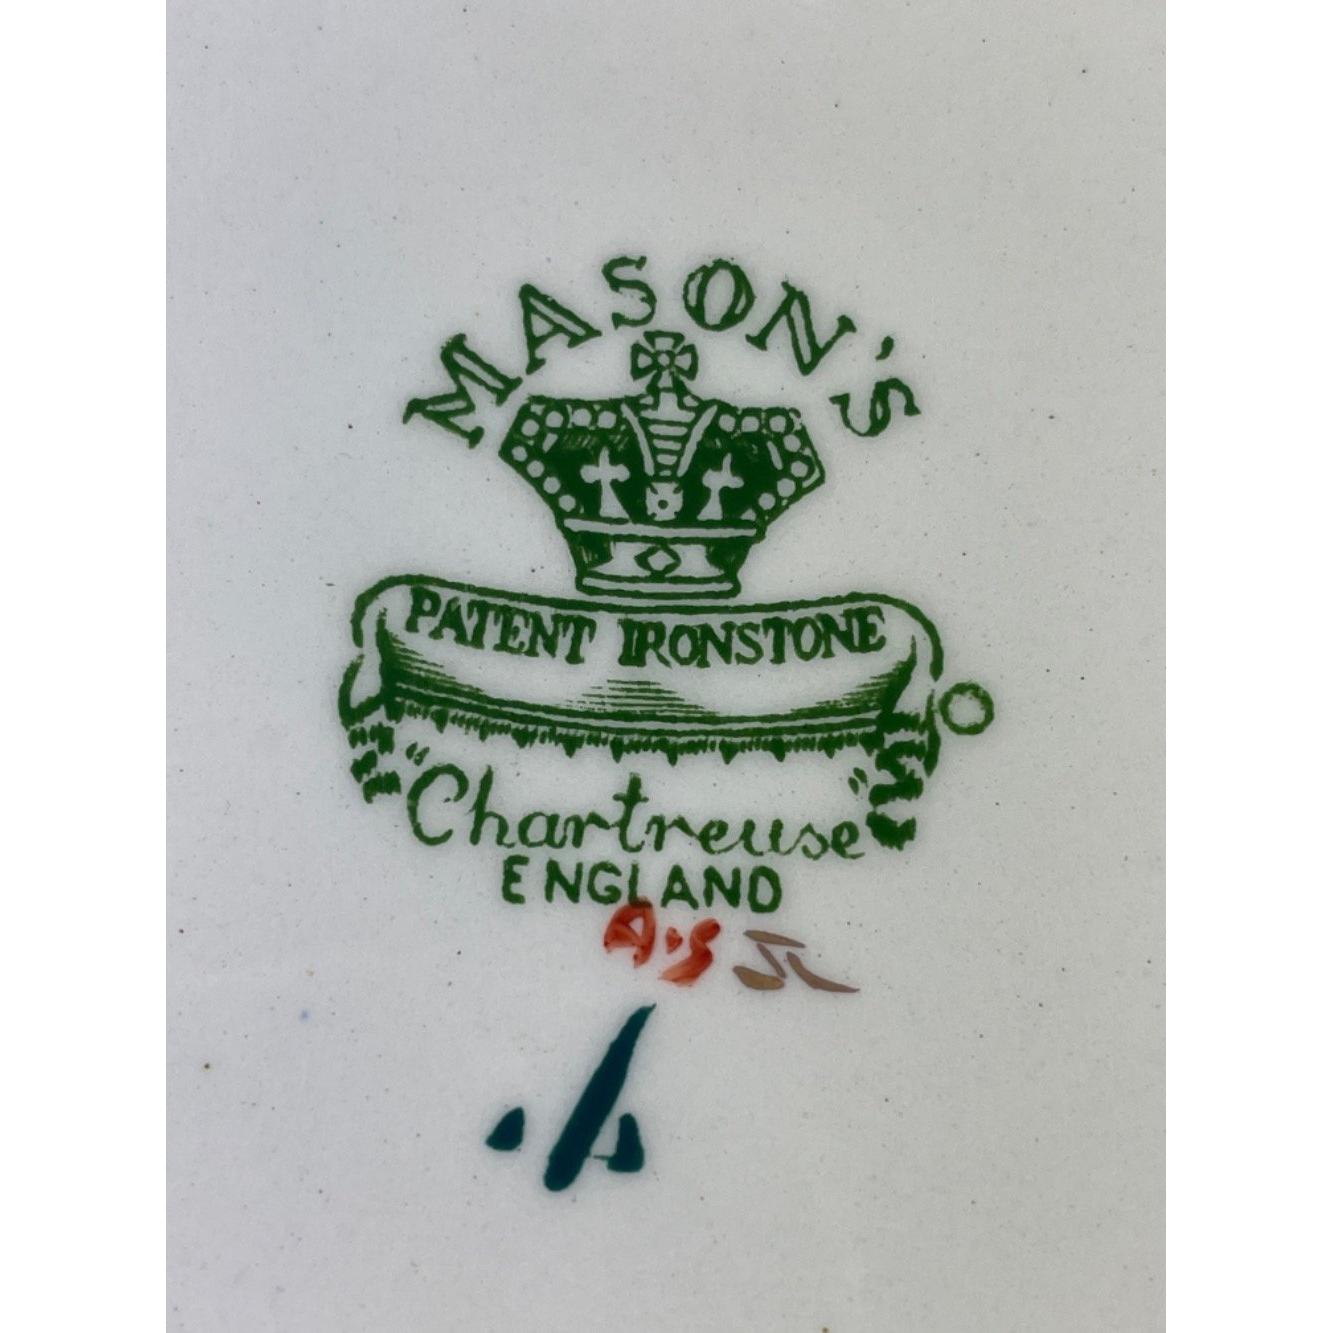 MASON'S
PATENT IRONSTONE
"Chartreuse"
ENGLAND
A.S